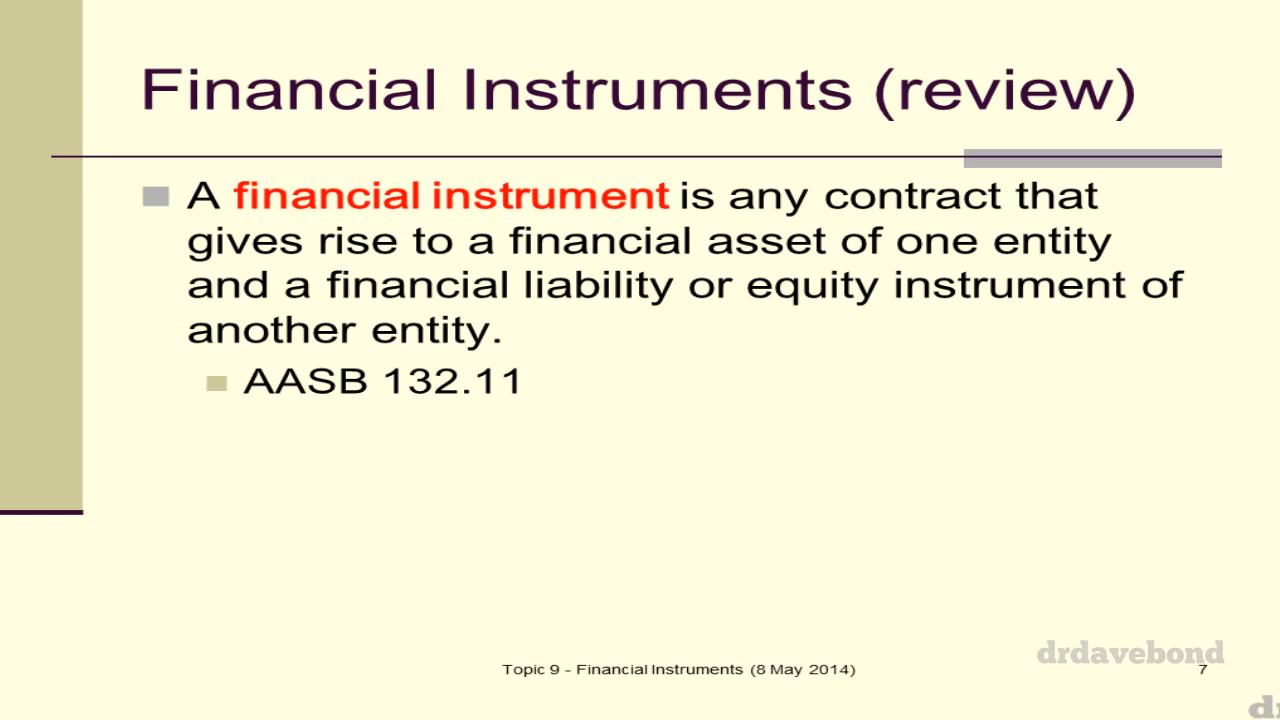 Financial Instruments (review)
A financial instrument is any contract that
gives rise to a financial asset of one entity
and a financial liability or equity instrument of
another entity.
AASB 132.11
drdavebond
Topic 9 - Financial Instruments (8 May 2014)
7